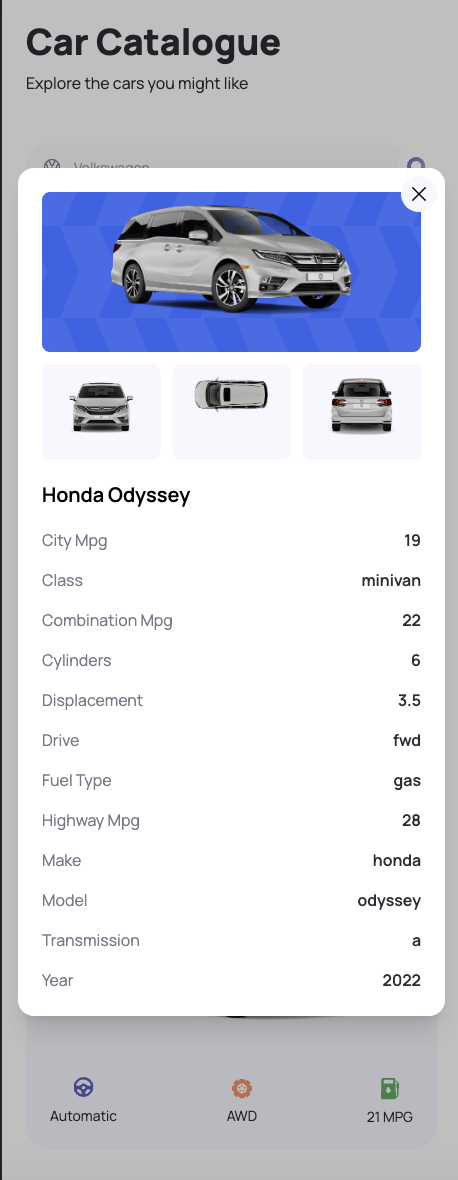 Car Catalogue
Explore the cars you might like
Volkswagen
Honda Odyssey
City Mpg 19
Class minivan
Combination Mpg 22
Cylinders 6
Displacement 3.5
Drive fwd
Fuel Type gas
Highway Mpg 28
Make honda
Model odyssey
Transmission a
Year 2022
Automatic AWD 21 MPG